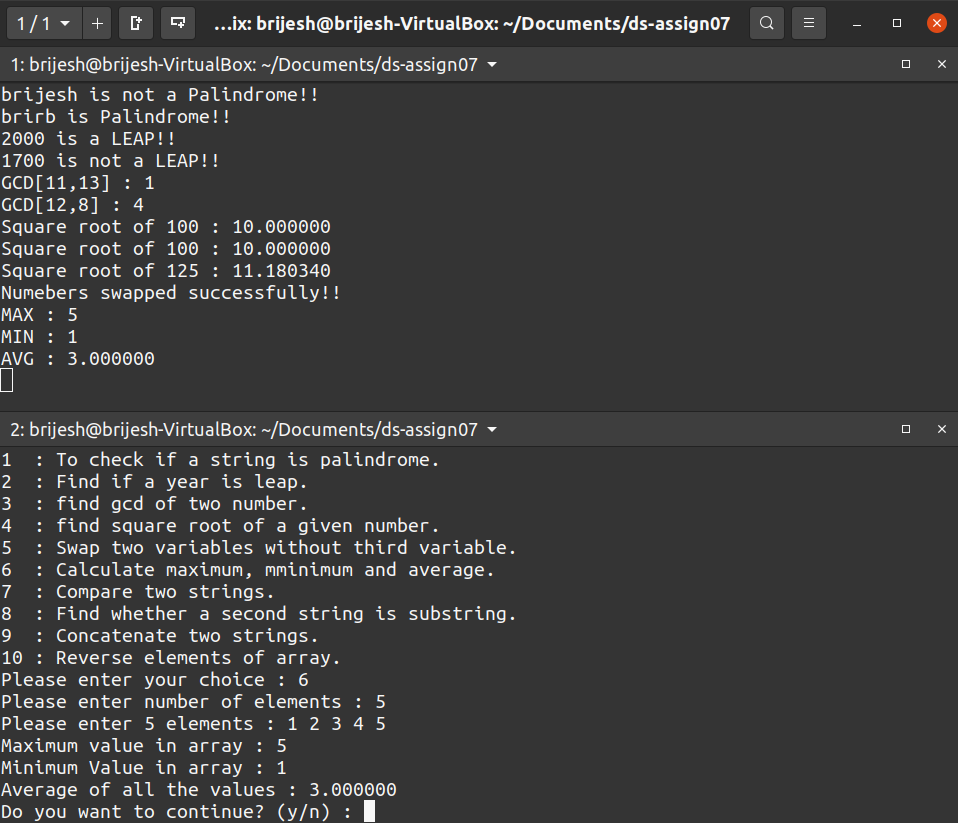 1 / 1
…ix: brijesh@brijesh-VirtualBox: ~/Documents/ds-assign07
1: brijesh@brijesh-VirtualBox: ~/Documents/ds-assign07
brijesh is not a Palindrome!!
brirb is Palindrome!!
2000 is a LEAP!!
1700 is not a LEAP!!
GCD[11,13] : 1
GCD[12,8] : 4
Square root of 100 : 10.000000
Square root of 100 : 10.000000
Square root of 125 : 11.180340
Numebers swapped successfully!!
MAX : 5
MIN : 1
AVG : 3.000000
2: brijesh@brijesh-VirtualBox: ~/Documents/ds-assign07
1  : To check if a string is palindrome.
2  : Find if a year is leap.
3  : find gcd of two number.
4  : find square root of a given number.
5  : Swap two variables without third variable.
6  : Calculate maximum, mminimum and average.
7  : Compare two strings.
8  : Find whether a second string is substring.
9  : Concatenate two strings.
10 : Reverse elements of array.
Please enter your choice : 6
Please enter number of elements : 5
Please enter 5 elements : 1 2 3 4 5
Maximum value in array : 5
Minimum Value in array : 1
Average of all the values : 3.000000
Do you want to continue? (y/n) :